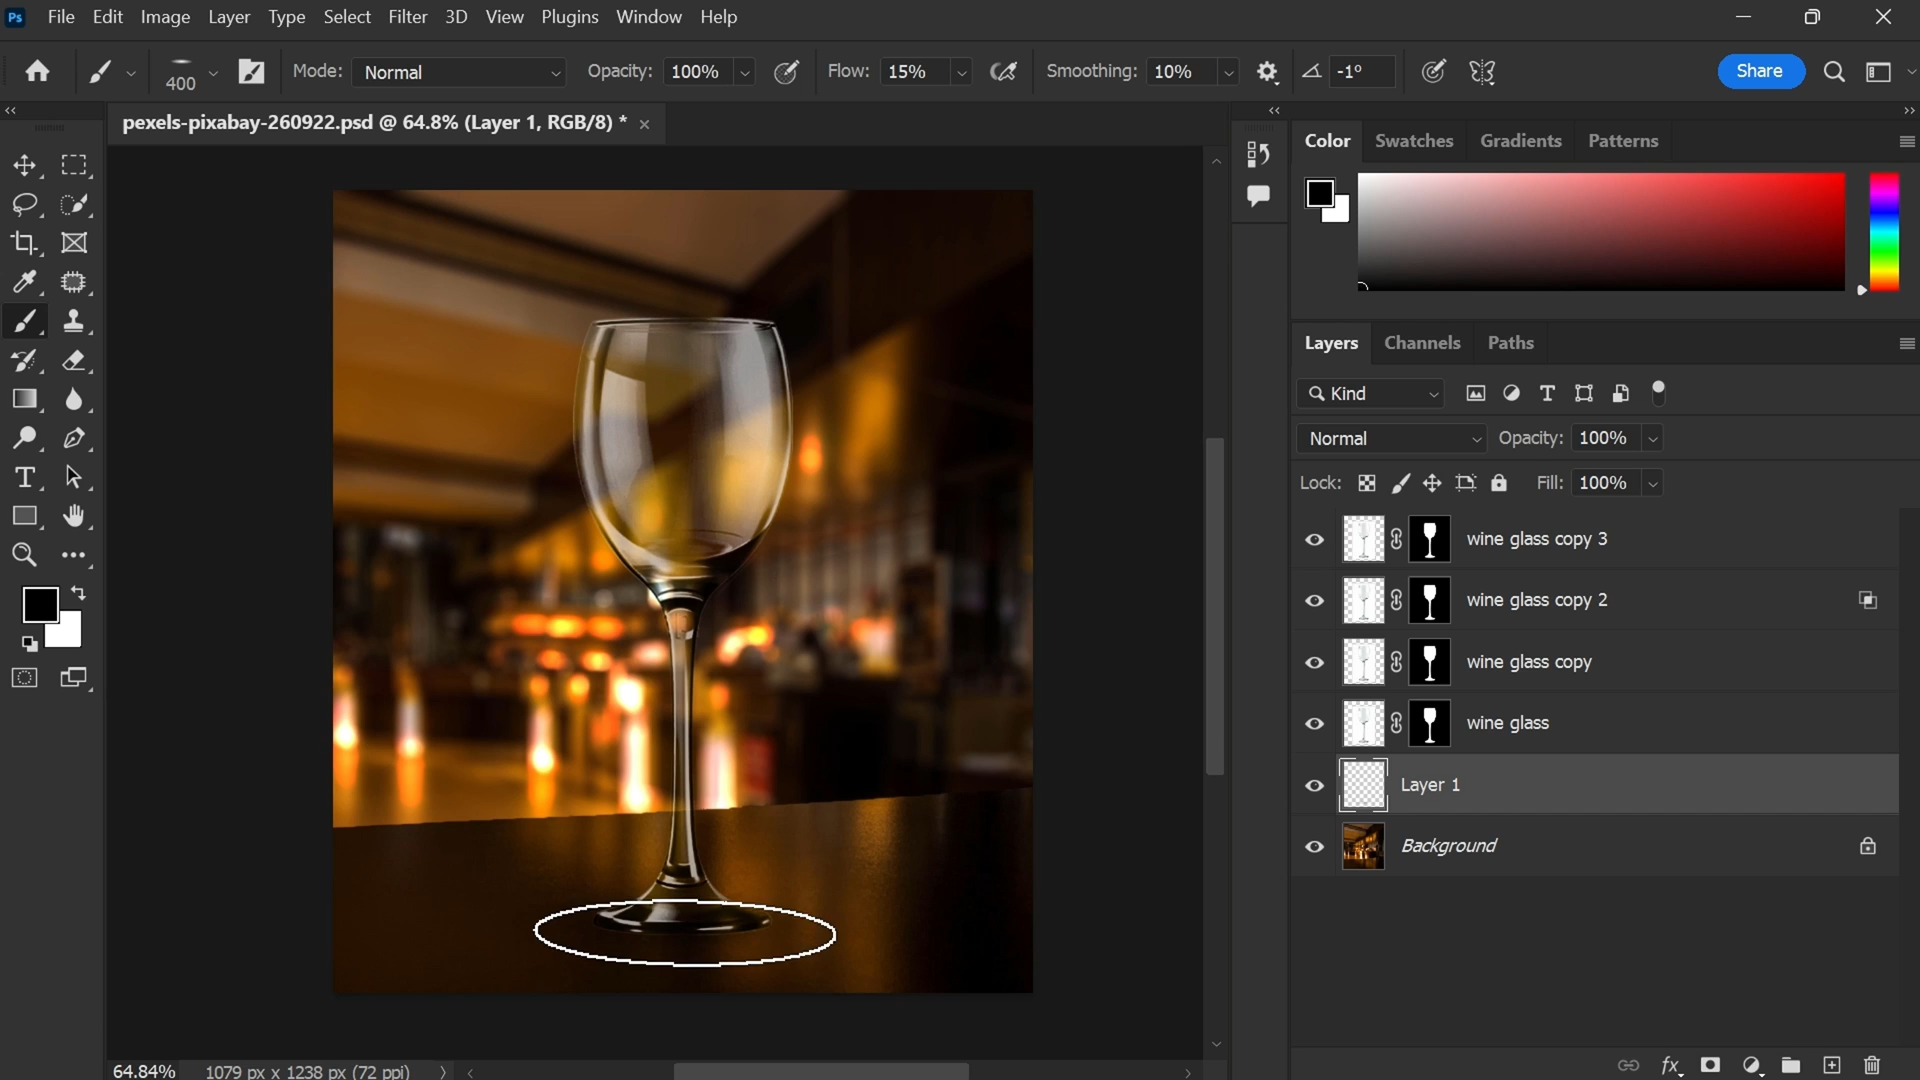 Ps File Edit Image Layer Type Select Filter 3D View Plugins Window Help
400 Mode: Normal Opacity: 100% Flow: 15% Smoothing: 10% -1° Share
pexels-pixabay-260922.psd @ 64.8% (Layer 1, RGB/8) *
Color Swatches Gradients Patterns
Layers Channels Paths
Kind
Normal Opacity: 100%
Lock: Fill: 100%
wine glass copy 3
wine glass copy 2
wine glass copy
wine glass
Layer 1
Background
fx
64.84% 1079 px x 1238 px (72 ppi)